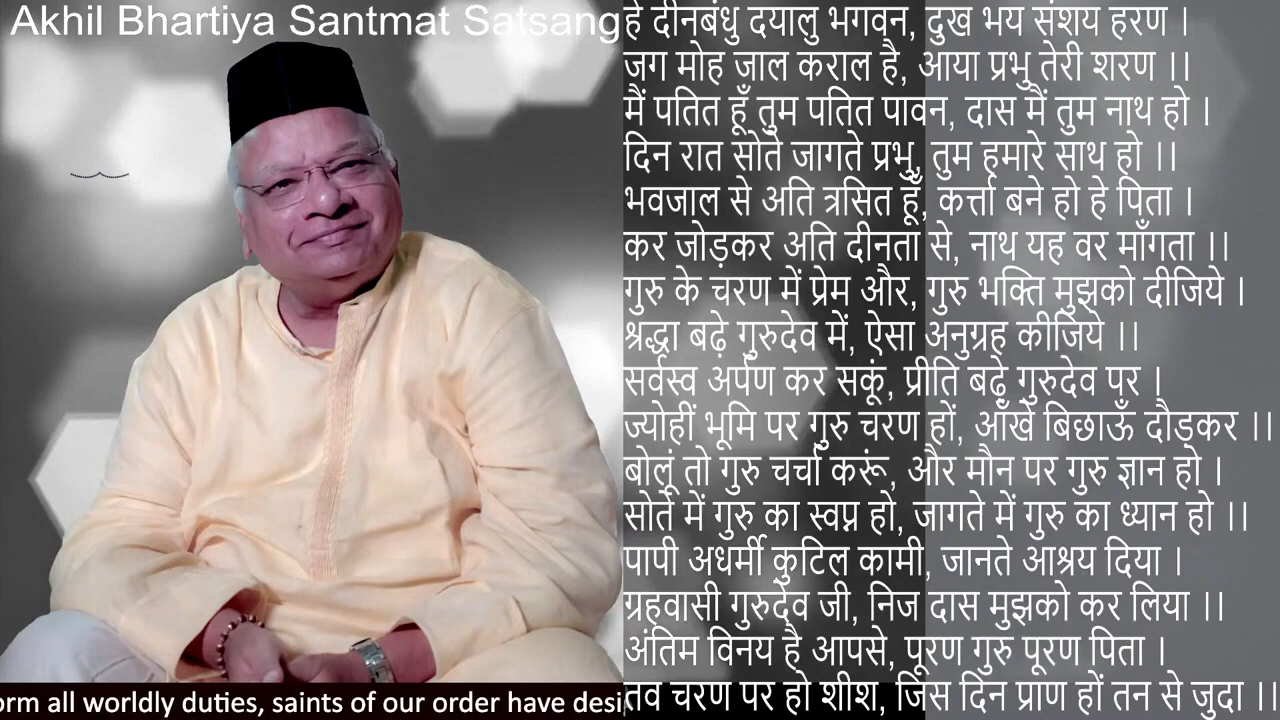 Akhil Bhartiya Santmat Satsang
हे दीनबंधु दयालु भगवन, दुख भय संशय हरण ।
जग मोह जाल कराल है, आया प्रभु तेरी शरण ।।
मैं पतित हूँ तुम पतित पावन, दास मैं तुम नाथ हो ।
दिन रात सोते जागते प्रभु, तुम हमारे साथ हो ।।
भवजाल से अति त्रसित हूँ, कर्त्ता बने हो हे पिता ।
कर जोड़कर अति दीनता से, नाथ यह वर माँगता ।।
गुरु के चरण में प्रेम और, गुरु भक्ति मुझको दीजिये ।
श्रद्धा बढ़े गुरुदेव में, ऐसा अनुग्रह कीजिये ।।
सर्वस्व अर्पण कर सकूं, प्रीति बढ़े गुरुदेव पर ।
ज्योहीं भूमि पर गुरु चरण हों, आँखें बिछाऊँ दौड़कर ।।
बोलूं तो गुरु चर्चा करूं, और मौन पर गुरु ज्ञान हो ।
सोते में गुरु का स्वप्न हो, जागते में गुरु का ध्यान हो ।।
पापी अधर्मी कुटिल कामी, जानते आश्रय दिया ।
ग्रहवासी गुरुदेव जी, निज दास मुझको कर लिया ।।
अंतिम विनय है आपसे, पूरण गुरु पूरण पिता ।
तव चरण पर हो शीश, जिस दिन प्राण हों तन से जुदा ।।
orm all worldly duties, saints of our order have desi